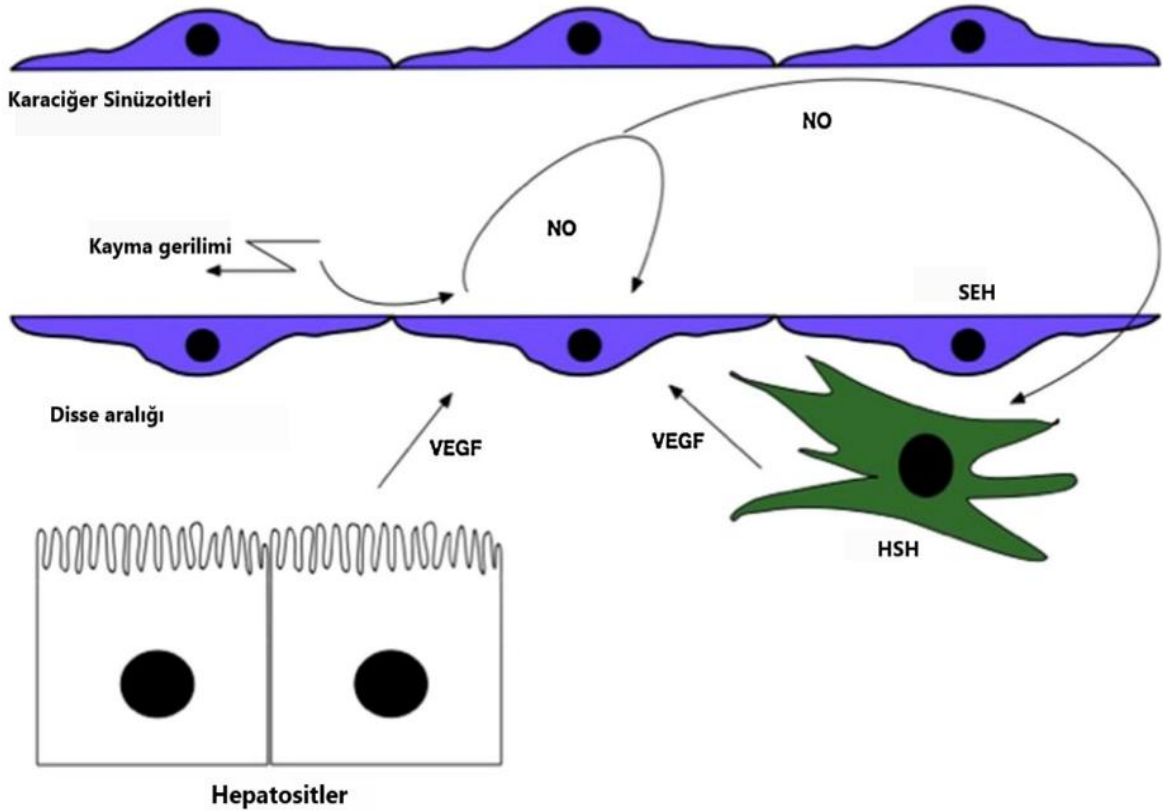 Karaciğer Sinüzoitleri
NO
NO
Kayma gerilimi
SEH
Disse aralığı
VEGF
VEGF
HSH
Hepatositler